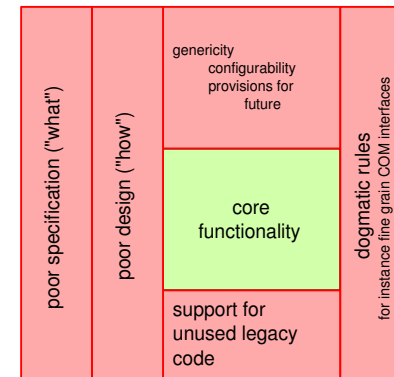 poor specification ("what")
poor design ("how")
genericity
configurability
provisions for
future
core
functionality
support for
unused legacy
code
dogmatic rules
for instance fine grain COM interfaces